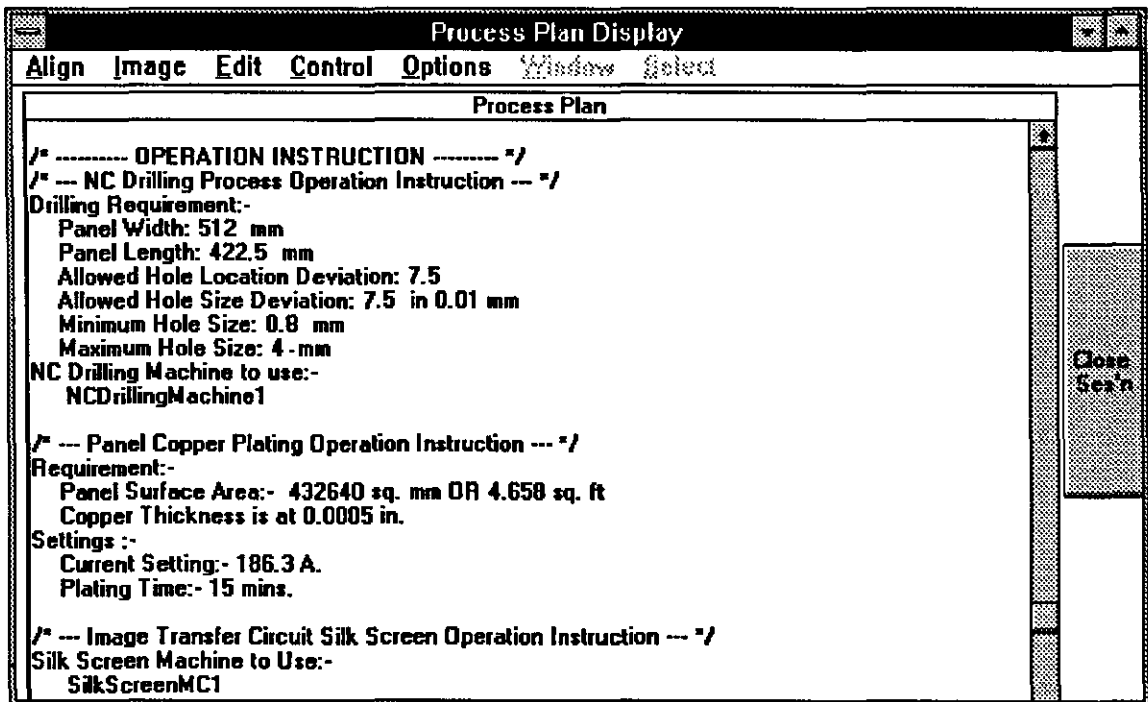 Process Plan Display
Align Image Edit Control Options Window Select
Process Plan
/* ---------- OPERATION INSTRUCTION --------- */
/* --- NC Drilling Process Operation Instruction --- */
Drilling Requirement:-
Panel Width: 512 mm
Panel Length: 422.5 mm
Allowed Hole Location Deviation: 7.5
Allowed Hole Size Deviation: 7.5 in 0.01 mm
Minimum Hole Size: 0.8 mm
Maximum Hole Size: 4 -mm
NC Drilling Machine to use:-
NCDrillingMachine1
Close
Ses'n
/* --- Panel Copper Plating Operation Instruction --- */
Requirement:-
Panel Surface Area:- 432640 sq. mm OR 4.658 sq. ft
Copper Thickness is at 0.0005 in.
Settings :-
Current Setting:- 186.3 A.
Plating Time:- 15 mins.
/* --- Image Transfer Circuit Silk Screen Operation Instruction --- */
Silk Screen Machine to Use:-
SilkScreenMC1